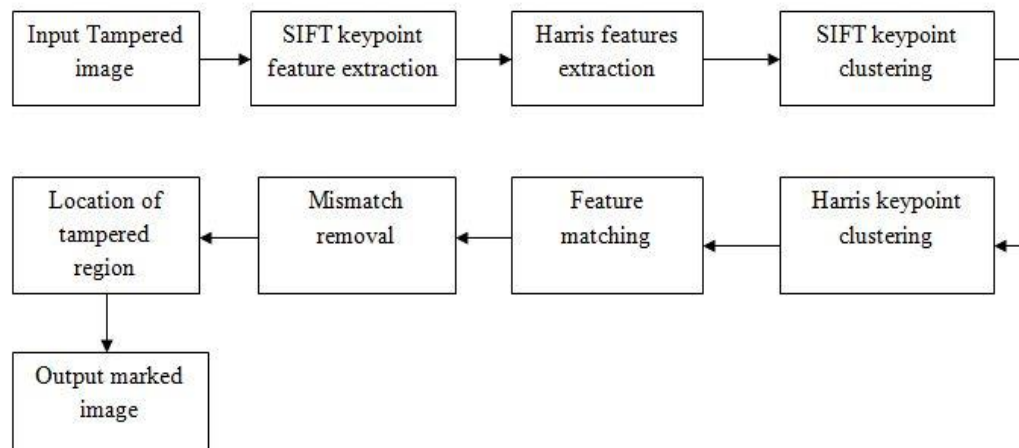 Input Tampered
image
SIFT keypoint
feature extraction
Harris features
extraction
SIFT keypoint
clustering
Harris keypoint
clustering
Feature
matching
Mismatch
removal
Location of
tampered
region
Output marked
image